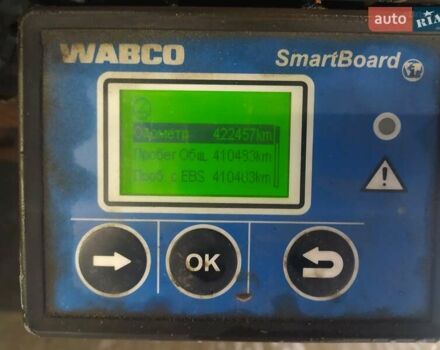 auto RIA
WABCO SmartBoard
Одометр 422457km
Пробег Общ 410483km
Проб. с EBS 410483km
OK